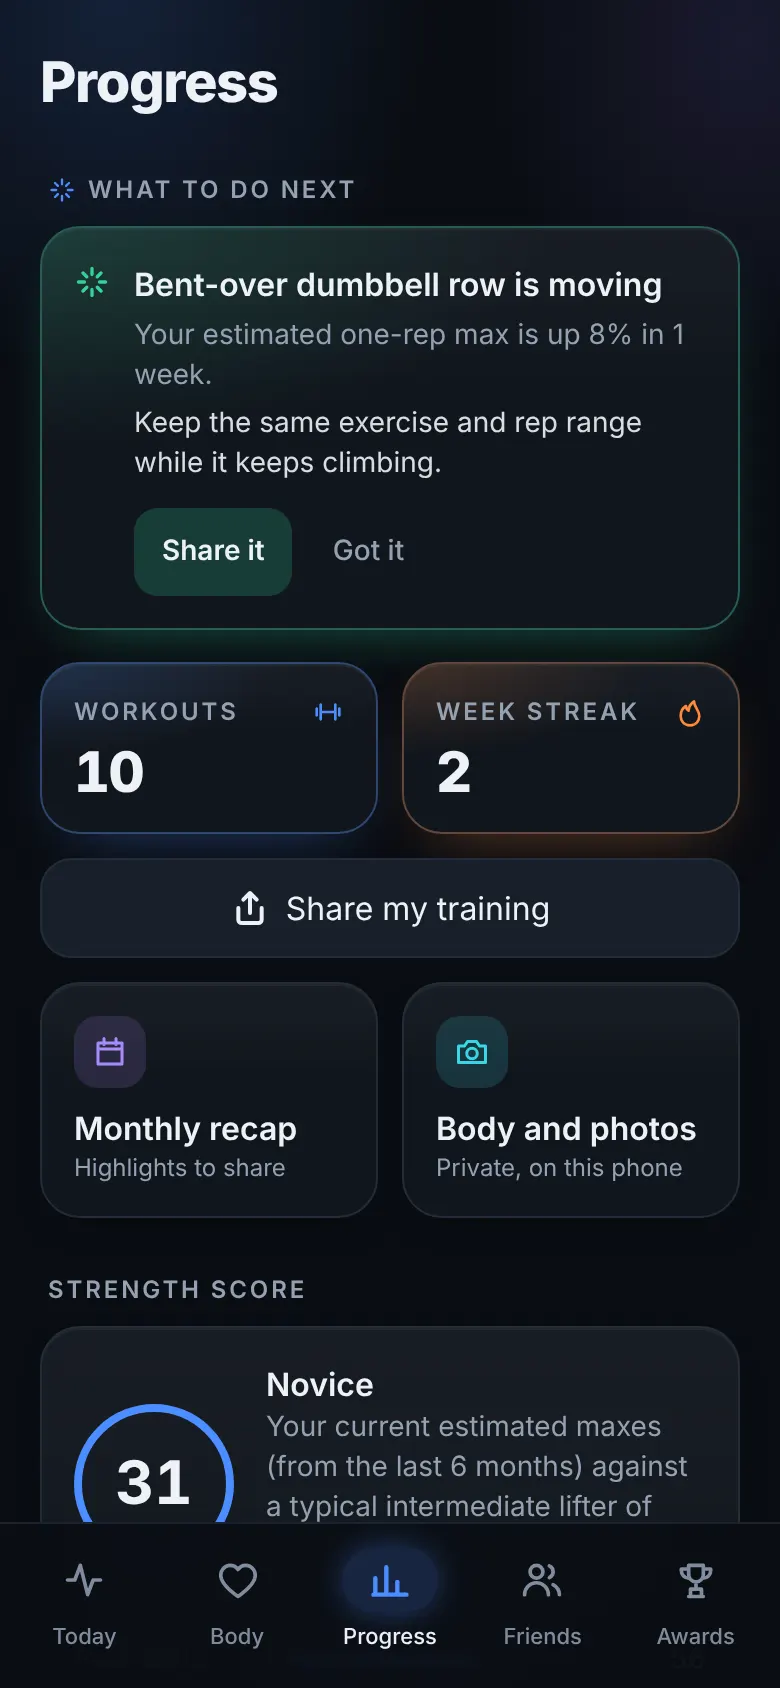 Progress
WHAT TO DO NEXT
Bent-over dumbbell row is moving
Your estimated one-rep max is up 8% in 1
week.
Keep the same exercise and rep range
while it keeps climbing.
Share it
Got it
WORKOUTS
10
WEEK STREAK
2
Share my training
Monthly recap
Highlights to share
Body and photos
Private, on this phone
STRENGTH SCORE
31
Novice
Your current estimated maxes
(from the last 6 months) against
a typical intermediate lifter of
Today
Body
Progress
Friends
Awards